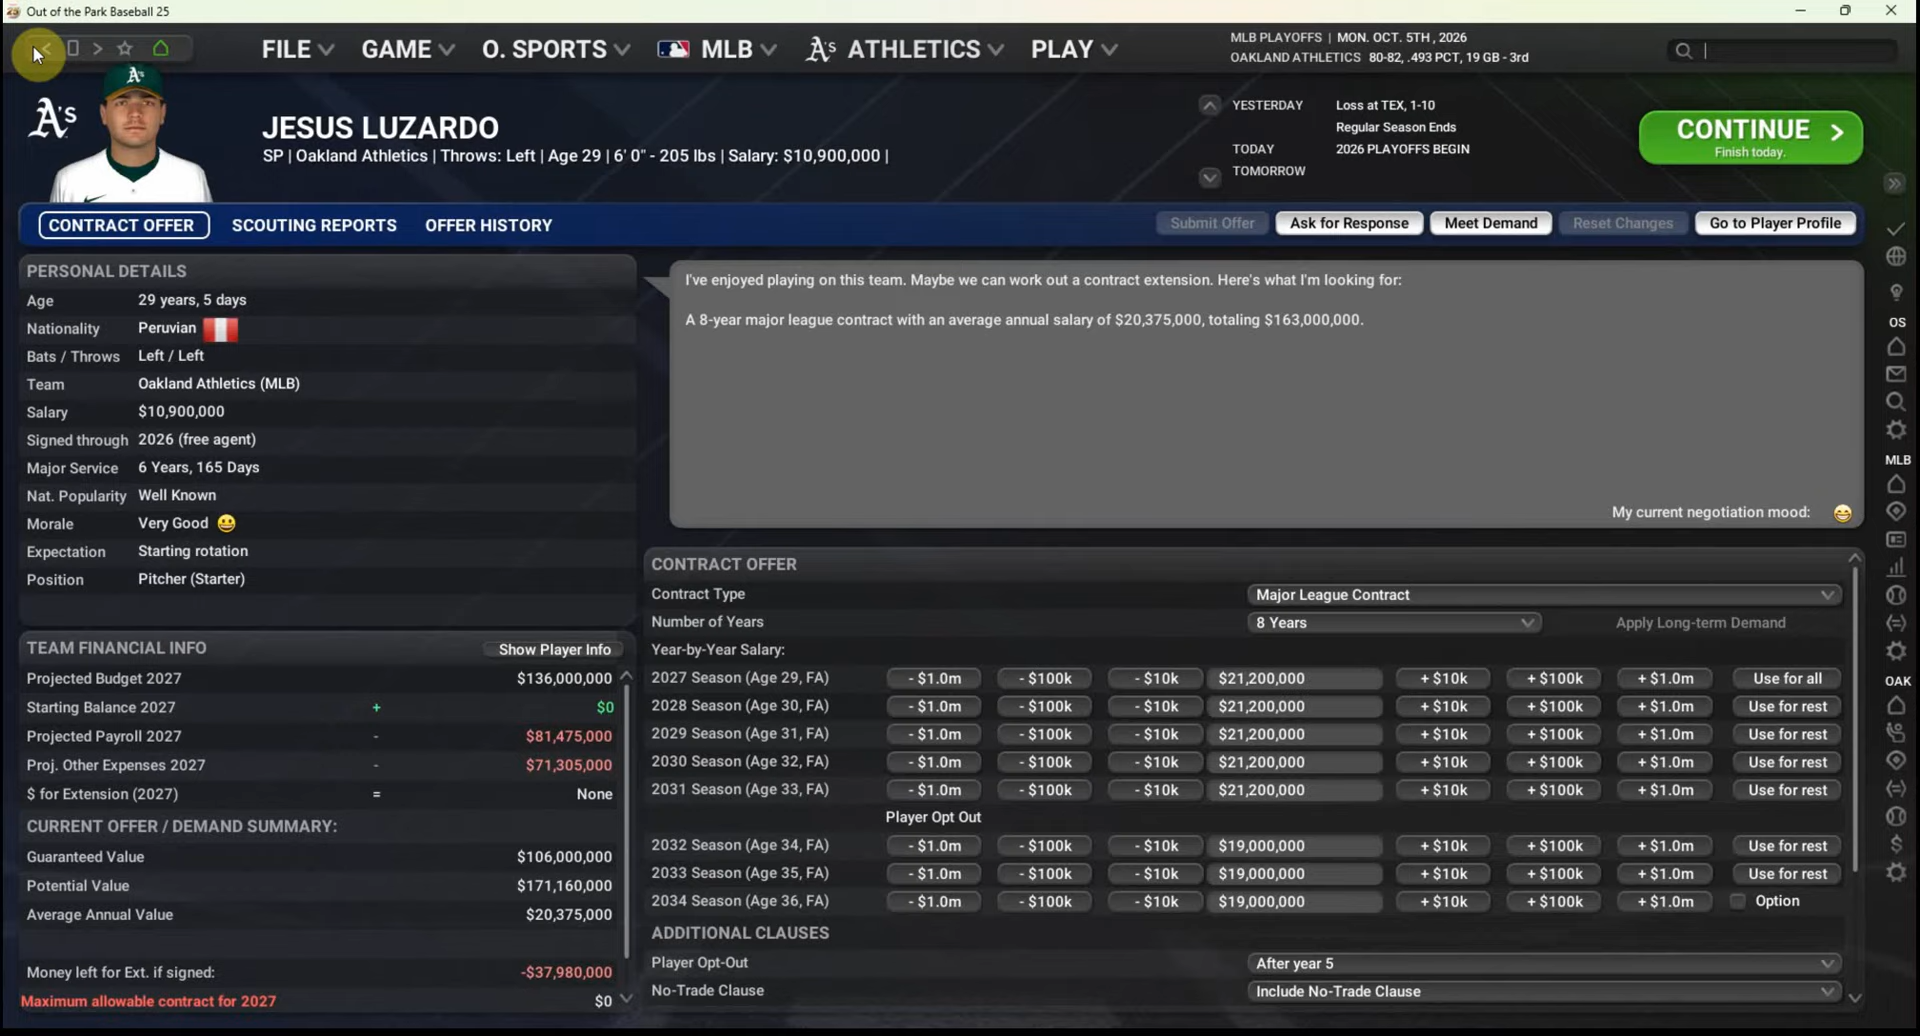 Out of the Park Baseball 25
FILE
GAME
O. SPORTS
MLB
A's ATHLETICS
PLAY
MLB PLAYOFFS | MON. OCT. 5TH , 2026
OAKLAND ATHLETICS 80-82, .493 PCT, 19 GB - 3rd
A's
JESUS LUZARDO
SP | Oakland Athletics | Throws: Left | Age 29 | 6' 0" - 205 lbs | Salary: $10,900,000 |
YESTERDAY
Loss at TEX, 1-10
Regular Season Ends
TODAY
2026 PLAYOFFS BEGIN
TOMORROW
CONTINUE
Finish today.
CONTRACT OFFER
SCOUTING REPORTS
OFFER HISTORY
Submit Offer
Ask for Response
Meet Demand
Reset Changes
Go to Player Profile
PERSONAL DETAILS
Age 29 years, 5 days
Nationality Peruvian
Bats / Throws Left / Left
Team Oakland Athletics (MLB)
Salary $10,900,000
Signed through 2026 (free agent)
Major Service 6 Years, 165 Days
Nat. Popularity Well Known
Morale Very Good
Expectation Starting rotation
Position Pitcher (Starter)
I've enjoyed playing on this team. Maybe we can work out a contract extension. Here's what I'm looking for:
A 8-year major league contract with an average annual salary of $20,375,000, totaling $163,000,000.
My current negotiation mood:
TEAM FINANCIAL INFO
Show Player Info
Projected Budget 2027 $136,000,000
Starting Balance 2027 + $0
Projected Payroll 2027 - $81,475,000
Proj. Other Expenses 2027 - $71,305,000
$ for Extension (2027) = None
CURRENT OFFER / DEMAND SUMMARY:
Guaranteed Value $106,000,000
Potential Value $171,160,000
Average Annual Value $20,375,000
Money left for Ext. if signed: -$37,980,000
Maximum allowable contract for 2027 $0
CONTRACT OFFER
Contract Type Major League Contract
Number of Years 8 Years Apply Long-term Demand
Year-by-Year Salary:
2027 Season (Age 29, FA) - $1.0m - $100k - $10k $21,200,000 + $10k + $100k + $1.0m Use for all
2028 Season (Age 30, FA) - $1.0m - $100k - $10k $21,200,000 + $10k + $100k + $1.0m Use for rest
2029 Season (Age 31, FA) - $1.0m - $100k - $10k $21,200,000 + $10k + $100k + $1.0m Use for rest
2030 Season (Age 32, FA) - $1.0m - $100k - $10k $21,200,000 + $10k + $100k + $1.0m Use for rest
2031 Season (Age 33, FA) - $1.0m - $100k - $10k $21,200,000 + $10k + $100k + $1.0m Use for rest
Player Opt Out
2032 Season (Age 34, FA) - $1.0m - $100k - $10k $19,000,000 + $10k + $100k + $1.0m Use for rest
2033 Season (Age 35, FA) - $1.0m - $100k - $10k $19,000,000 + $10k + $100k + $1.0m Use for rest
2034 Season (Age 36, FA) - $1.0m - $100k - $10k $19,000,000 + $10k + $100k + $1.0m Option
ADDITIONAL CLAUSES
Player Opt-Out After year 5
No-Trade Clause Include No-Trade Clause
OS
MLB
OAK